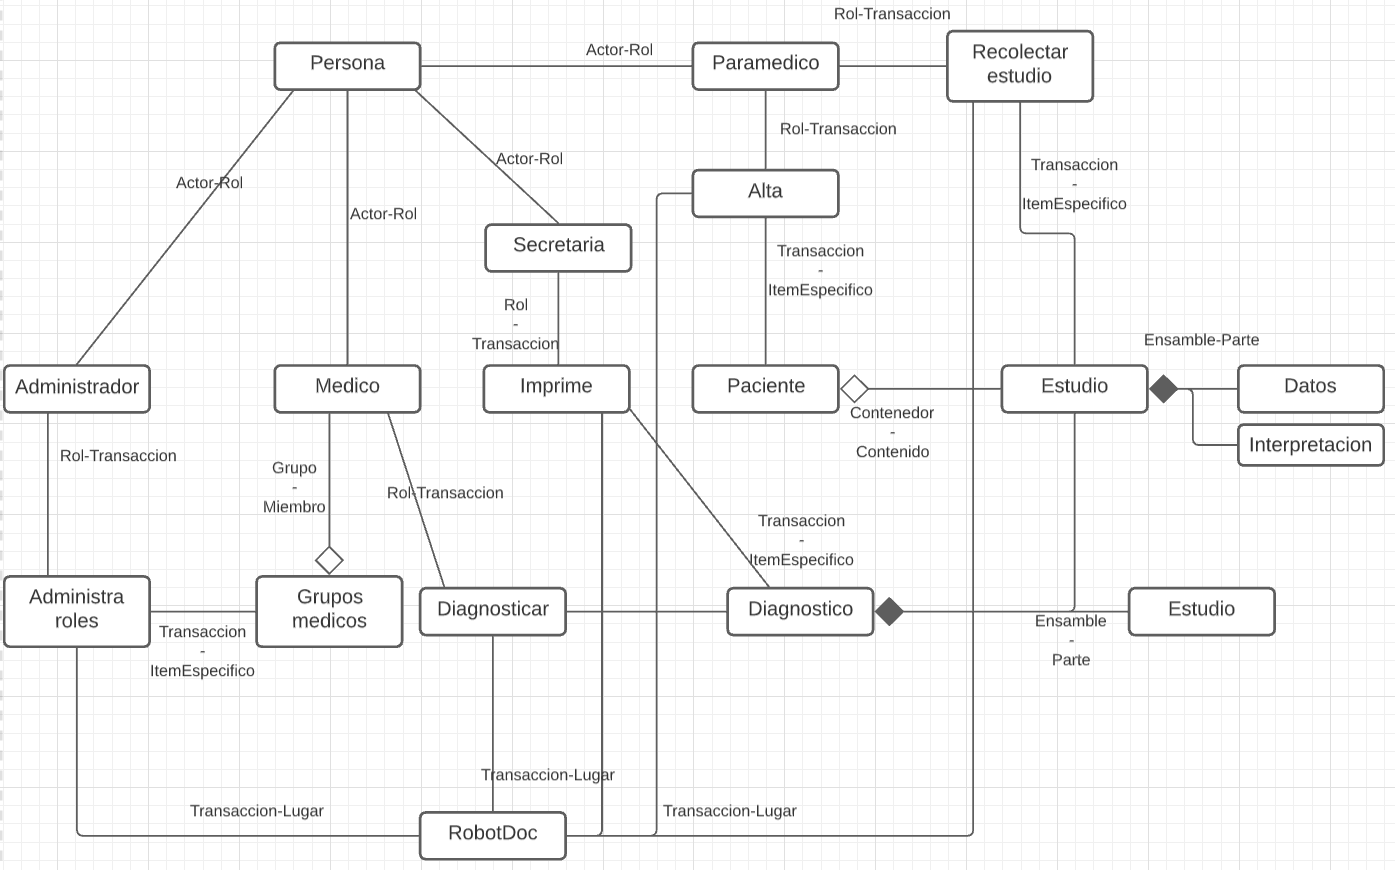 Rol-Transaccion
Persona
Actor-Rol
Paramedico
Recolectar
estudio
Rol-Transaccion
Actor-Rol
Actor-Rol
Actor-Rol
Alta
Transaccion
-
ItemEspecifico
Secretaria
Transaccion
-
ItemEspecifico
Rol
-
Transaccion
Ensamble-Parte
Administrador
Medico
Imprime
Paciente
Contenedor
-
Contenido
Estudio
Datos
Interpretacion
Rol-Transaccion
Grupo
-
Miembro
Rol-Transaccion
Transaccion
-
ItemEspecifico
Administra
roles
Transaccion
-
ItemEspecifico
Grupos
medicos
Diagnosticar
Diagnostico
Ensamble
-
Parte
Estudio
Transaccion-Lugar
Transaccion-Lugar
RobotDoc
Transaccion-Lugar